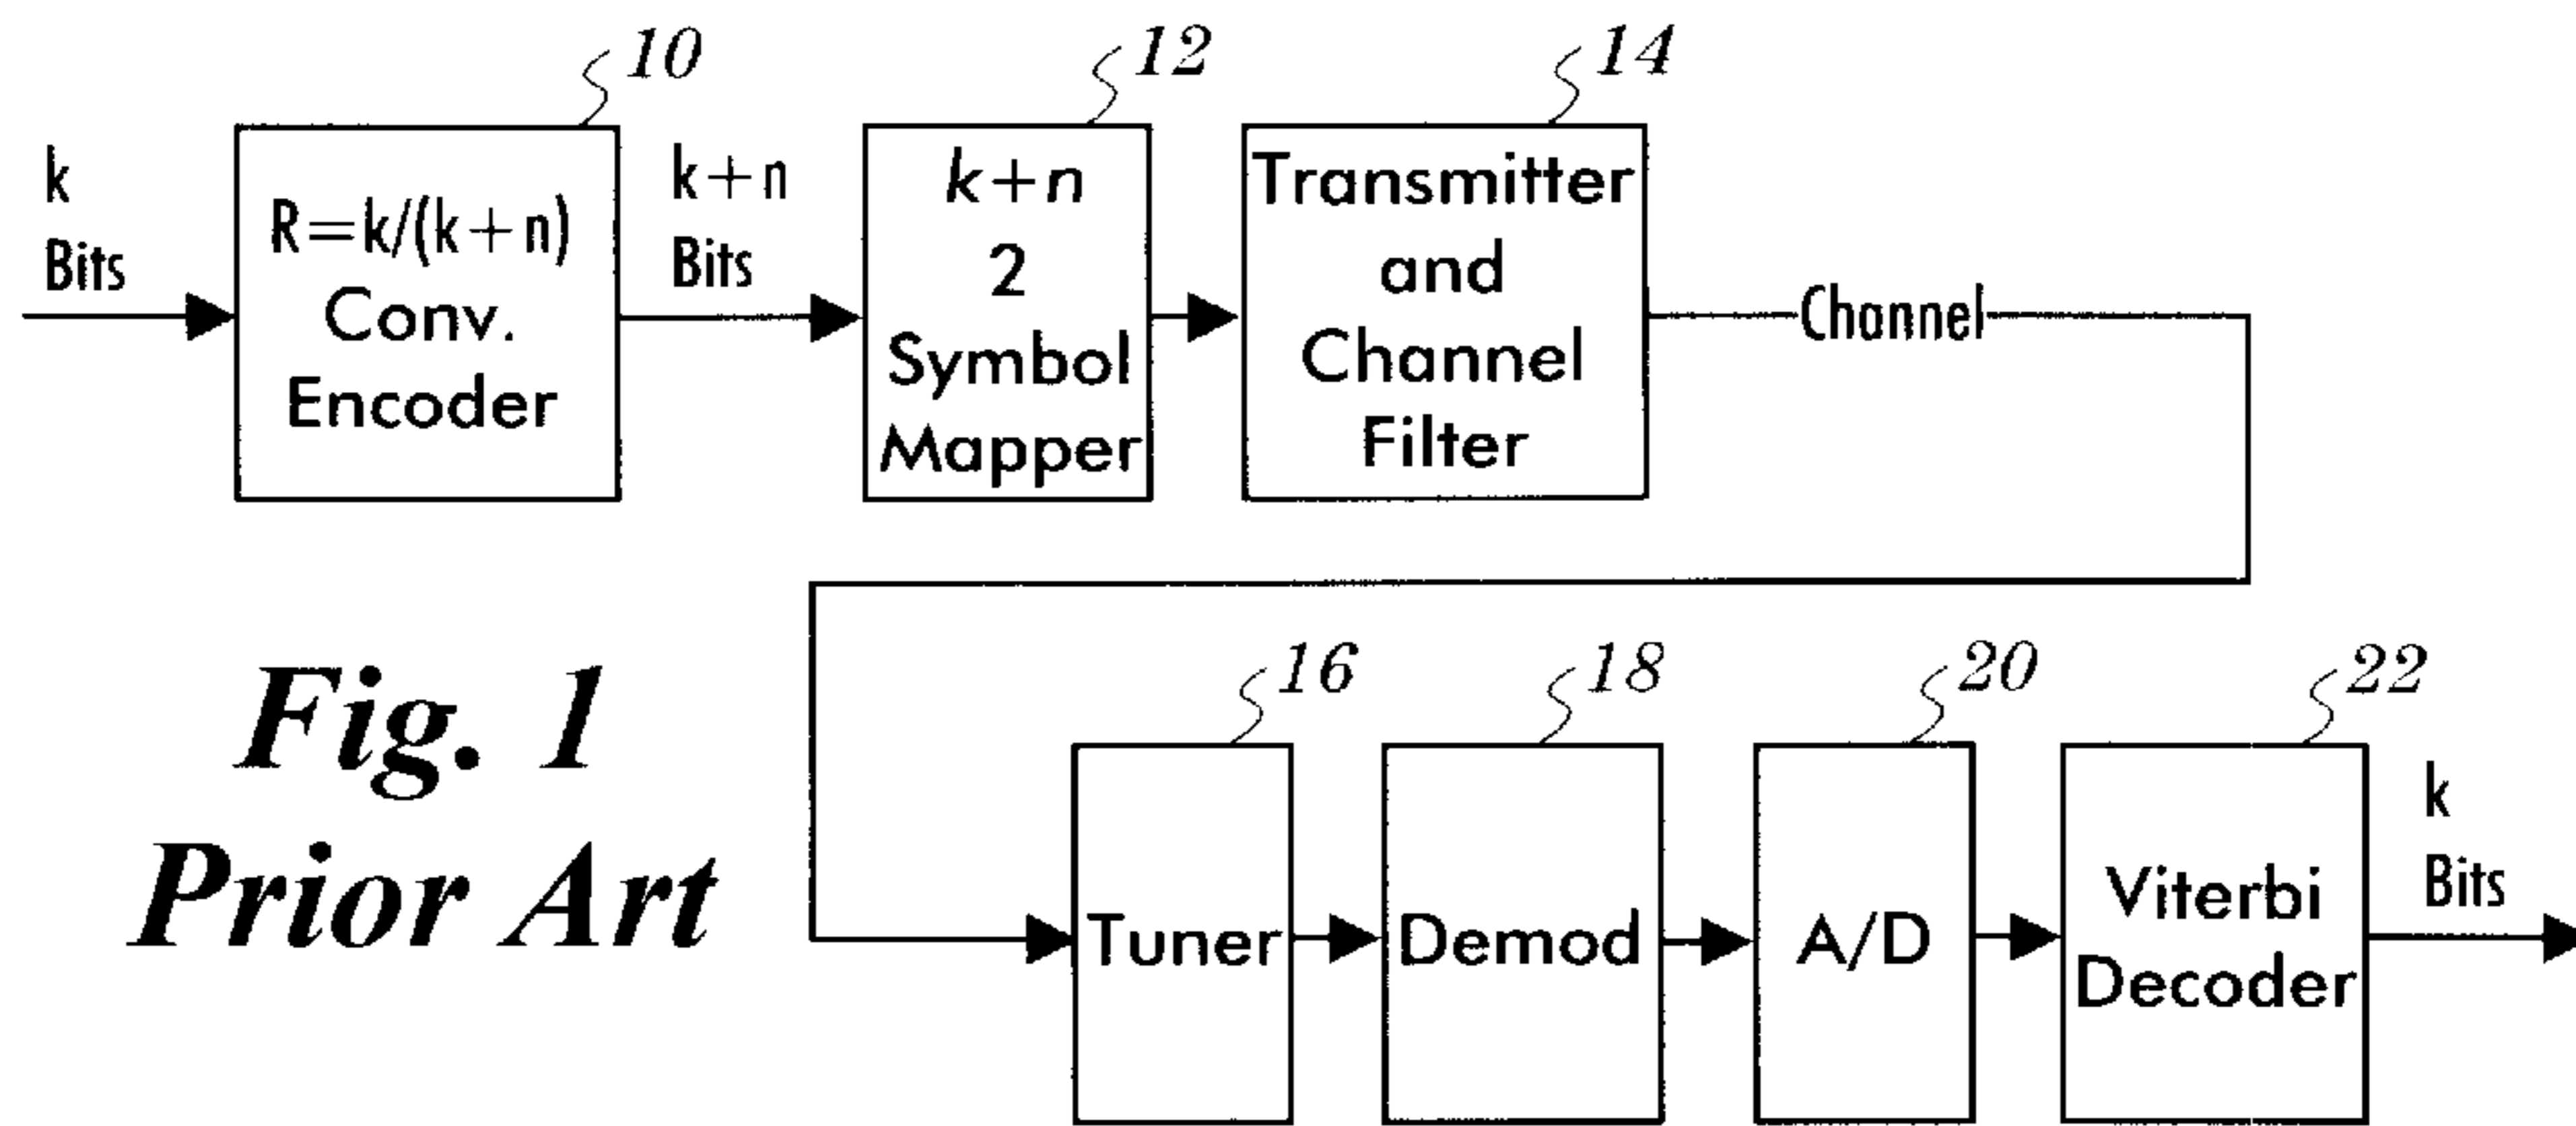 10
12
14
k
Bits
R=k/(k+n)
Conv.
Encoder
k+n
Bits
k+n
2
Symbol
Mapper
Transmitter
and
Channel
Filter
Channel
Fig. 1
Prior Art
16
18
20
22
Tuner
Demod
A/D
Viterbi
Decoder
k
Bits